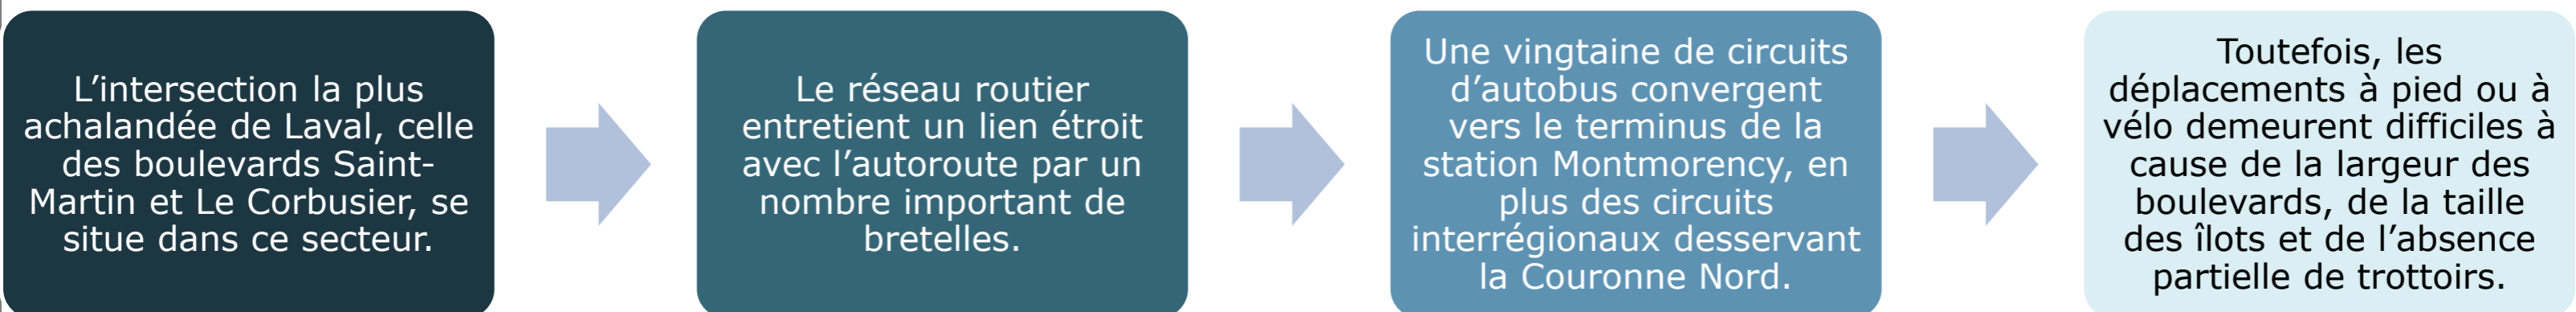 L’intersection la plus
achalandée de Laval, celle
des boulevards Saint-
Martin et Le Corbusier, se
situe dans ce secteur.
Le réseau routier
entretient un lien étroit
avec l’autoroute par un
nombre important de
bretelles.
Une vingtaine de circuits
d’autobus convergent
vers le terminus de la
station Montmorency, en
plus des circuits
interrégionaux desservant
la Couronne Nord.
Toutefois, les
déplacements à pied ou à
vélo demeurent difficiles à
cause de la largeur des
boulevards, de la taille
des îlots et de l’absence
partielle de trottoirs.